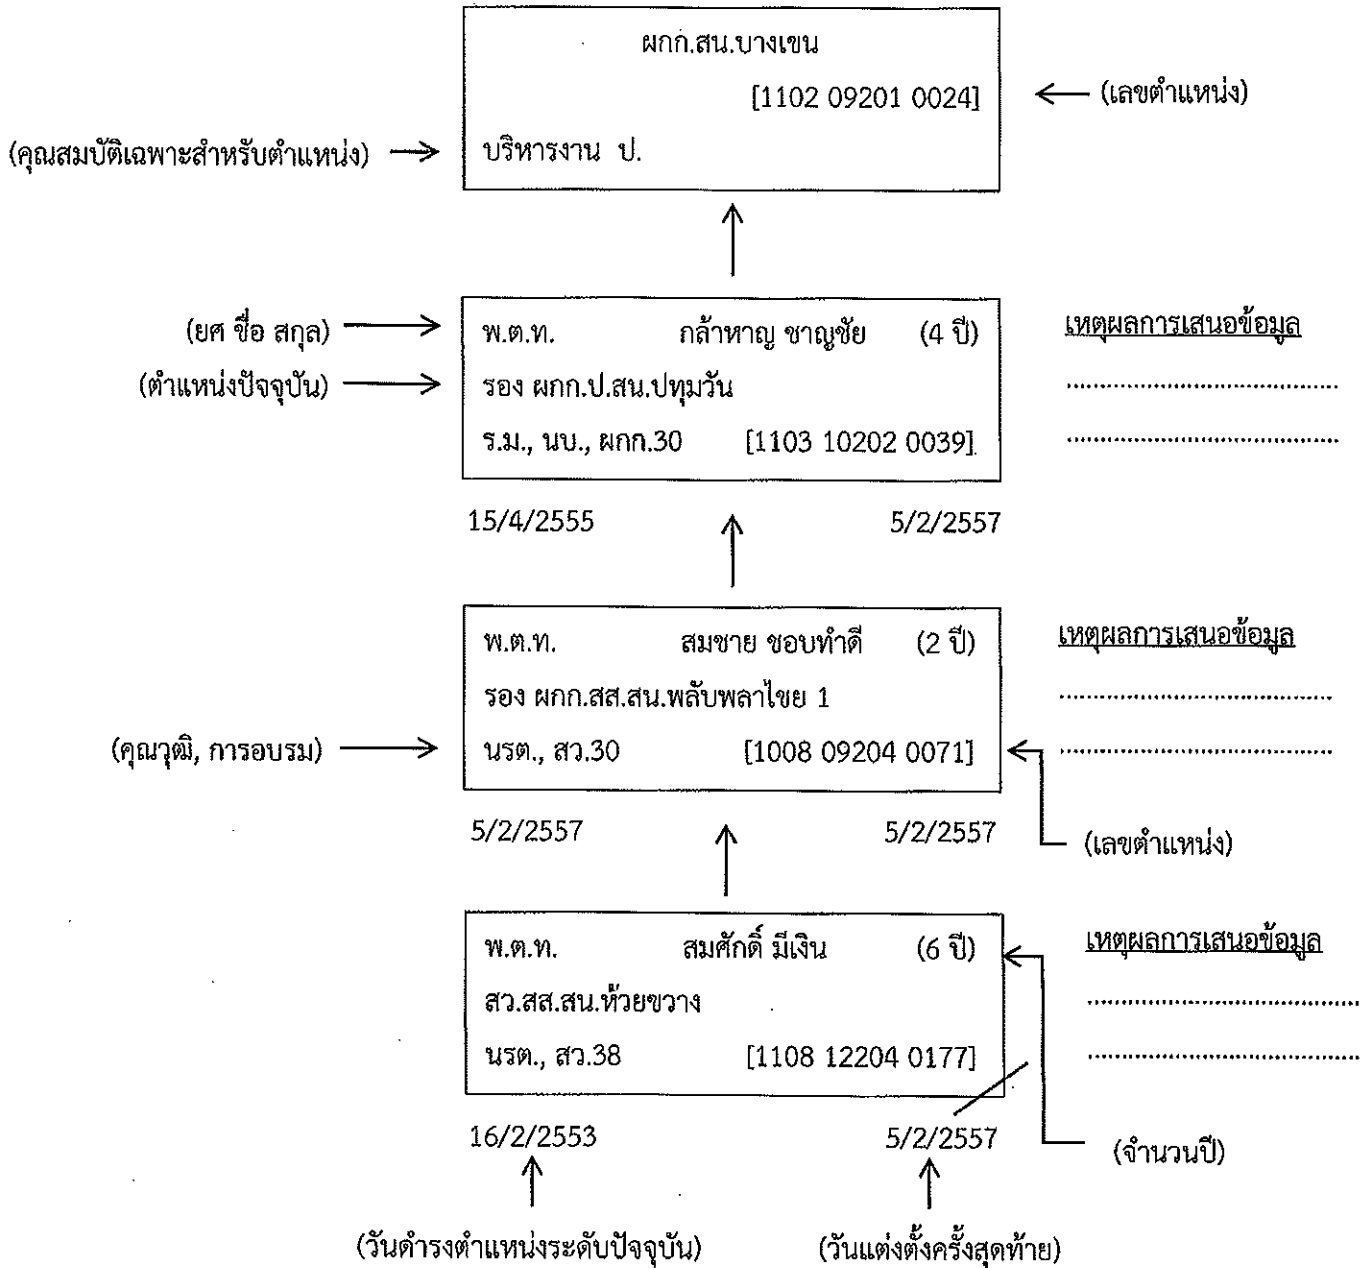 ผกก.สน.บางเขน
[1102 09201 0024]
(เลขตำแหน่ง)
(คุณสมบัติเฉพาะสำหรับตำแหน่ง)
บริหารงาน ป.
(ยศ ชื่อ สกุล)
พ.ต.ท. กล้าหาญ ชาญชัย (4 ปี)
เหตุผลการเสนอข้อมูล
(ตำแหน่งปัจจุบัน)
รอง ผกก.ป.สน.ปทุมวัน
ร.ม., นบ., ผกก.30 [1103 10202 0039]
15/4/2555 5/2/2557
พ.ต.ท. สมชาย ชอบทำดี (2 ปี)
เหตุผลการเสนอข้อมูล
รอง ผกก.สส.สน.พลับพลาไชย 1
(คุณวุฒิ, การอบรม)
นรต., สว.30 [1008 09204 0071]
5/2/2557 5/2/2557
(เลขตำแหน่ง)
พ.ต.ท. สมศักดิ์ มีเงิน (6 ปี)
เหตุผลการเสนอข้อมูล
สว.สส.สน.ห้วยขวาง
นรต., สว.38 [1108 12204 0177]
16/2/2553 5/2/2557
(จำนวนปี)
(วันดำรงตำแหน่งระดับปัจจุบัน) (วันแต่งตั้งครั้งสุดท้าย)